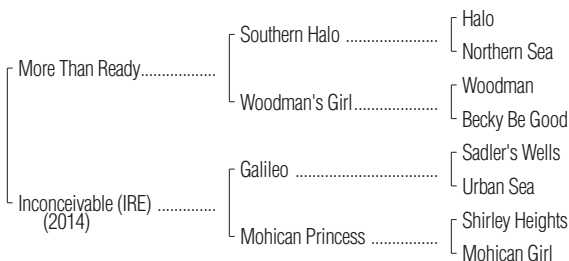 Halo
Southern Halo ..................
Northern Sea
More Than Ready...............
Woodman
Woodman's Girl................
Becky Be Good
Sadler's Wells
Galileo ...........................
Urban Sea
Inconceivable (IRE) ............
(2014)
Shirley Heights
Mohican Princess .............
Mohican Girl